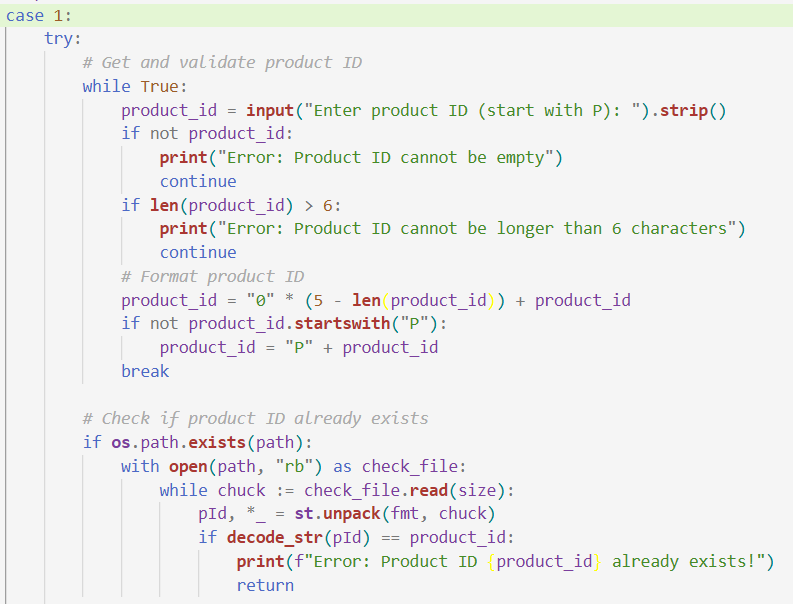 case 1:
try:
# Get and validate product ID
while True:
product_id = input("Enter product ID (start with P): ").strip()
if not product_id:
print("Error: Product ID cannot be empty")
continue
if len(product_id) > 6:
print("Error: Product ID cannot be longer than 6 characters")
continue
# Format product ID
product_id = "0" * (5 - len(product_id)) + product_id
if not product_id.startswith("P"):
product_id = "P" + product_id
break
# Check if product ID already exists
if os.path.exists(path):
with open(path, "rb") as check_file:
while chuck := check_file.read(size):
pId, *_ = st.unpack(fmt, chuck)
if decode_str(pId) == product_id:
print(f"Error: Product ID {product_id} already exists!")
return